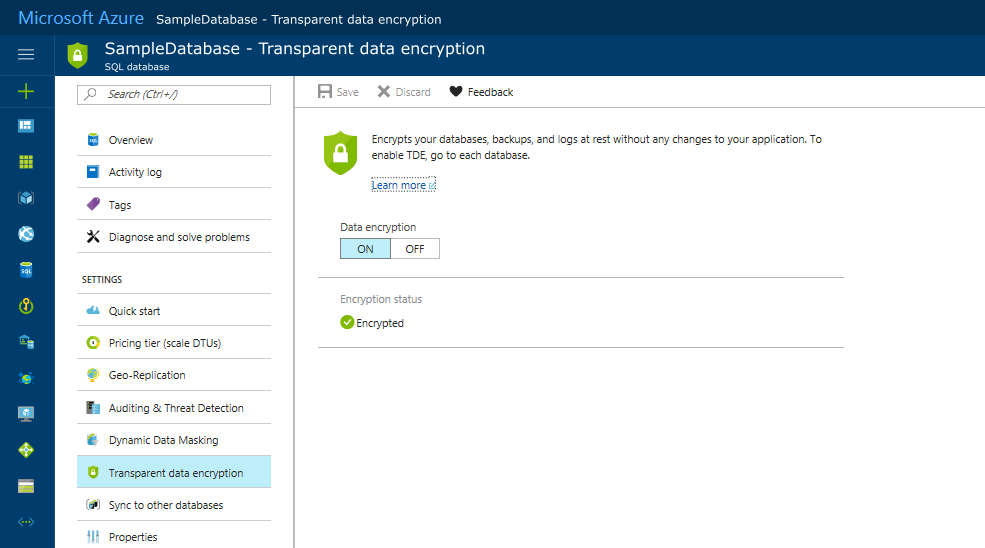 Microsoft Azure SampleDatabase - Transparent data encryption
SampleDatabase - Transparent data encryption
SQL database
Search (Ctrl+/)
Overview
Activity log
Tags
Diagnose and solve problems
SETTINGS
Quick start
Pricing tier (scale DTUs)
Geo-Replication
Auditing & Threat Detection
Dynamic Data Masking
Transparent data encryption
Sync to other databases
Properties
Save Discard Feedback
Encrypts your databases, backups, and logs at rest without any changes to your application. To
enable TDE, go to each database.
Learn more
Data encryption
ON OFF
Encryption status
Encrypted